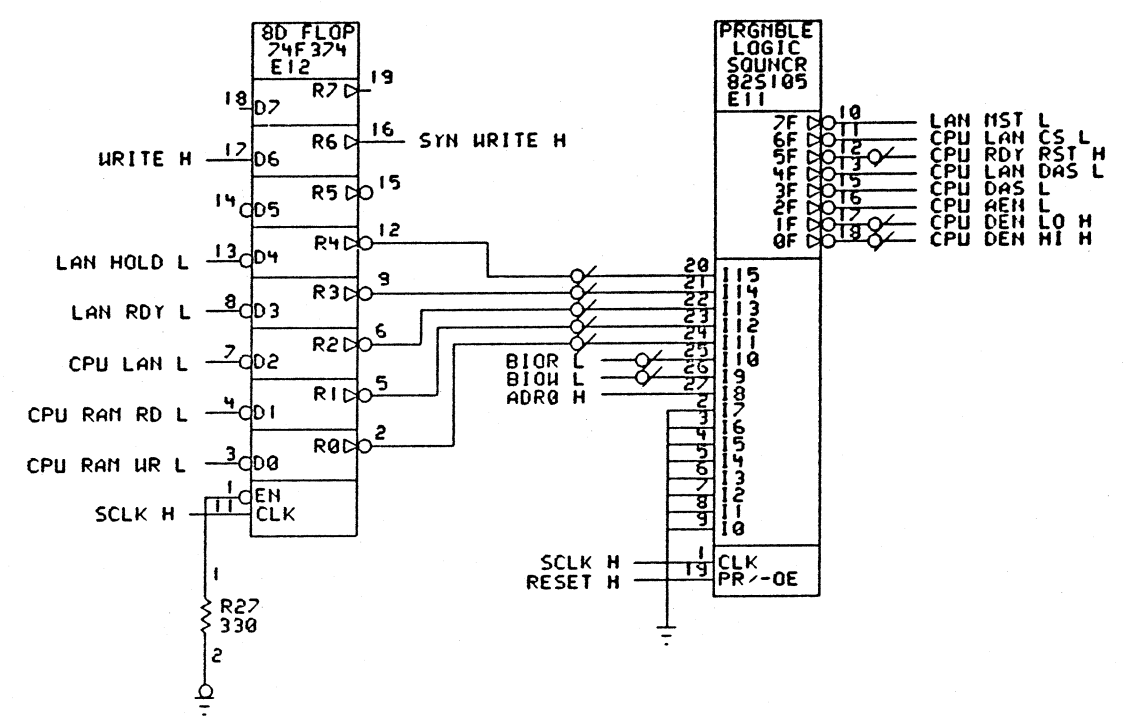 8D FLOP
74F374
E12
R7 19
18 D7
R6 16 SYN WRITE H
WRITE H 17 D6
R5 15
14 D5
R4 12
LAN HOLD L 13 D4
R3 9
LAN RDY L 8 D3
R2 6
CPU LAN L 7 D2
R1 5
CPU RAM RD L 4 D1
R0 2
CPU RAM WR L 3 D0
1 EN
SCLK H 11 CLK
1
R27
330
2
PRGMBLE
LOGIC
SQUNCR
82S105
E11
7F 10 LAN MST L
6F 11 CPU LAN CS L
5F 12 CPU RDY RST H
4F 13 CPU LAN DAS L
3F 15 CPU DAS L
2F 16 CPU AEN L
1F 17 CPU DEN LO H
0F 18 CPU DEN HI H
20 I15
21 I14
22 I13
23 I12
24 I11
BIOR L 25 I10
BIOW L 26 I9
ADR0 H 27 I8
2 I7
3 I6
4 I5
5 I4
6 I3
7 I2
8 I1
9 I0
SCLK H 1 CLK
RESET H 19 PR/-OE